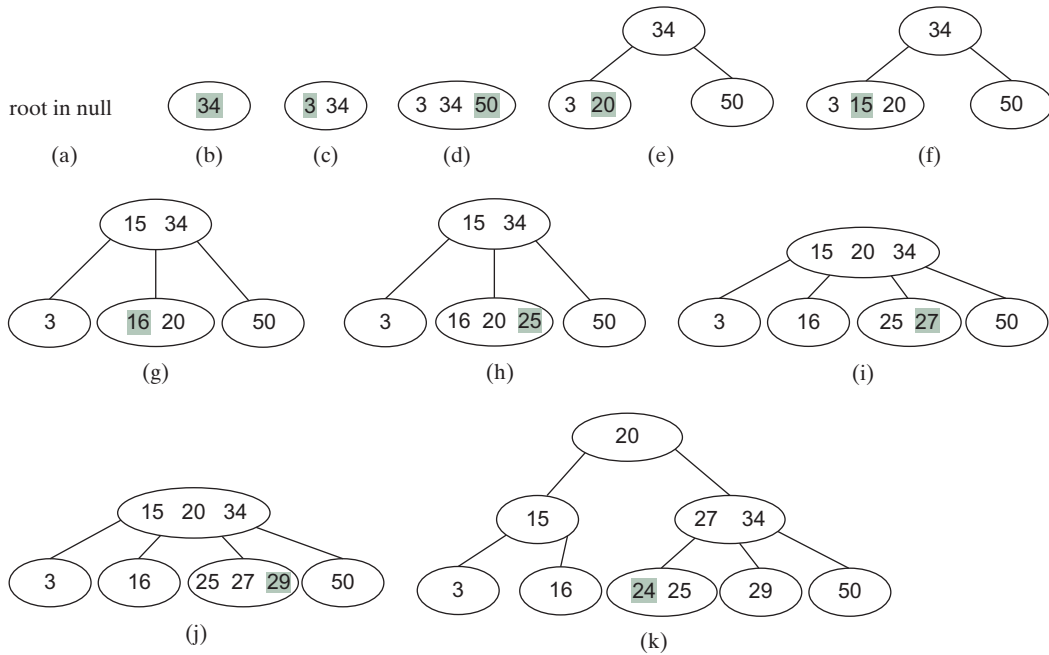 34 34
root in null 34 3 34 3 34 50 3 20 50 3 15 20 50
(a) (b) (c) (d) (e) (f)
15 34 15 34
15 20 34
3 16 20 50 3 16 20 25 50 3 16 25 27 50
(g) (h) (i)
20
15 20 34 15 27 34
3 16 25 27 29 50 3 16 24 25 29 50
(j) (k)